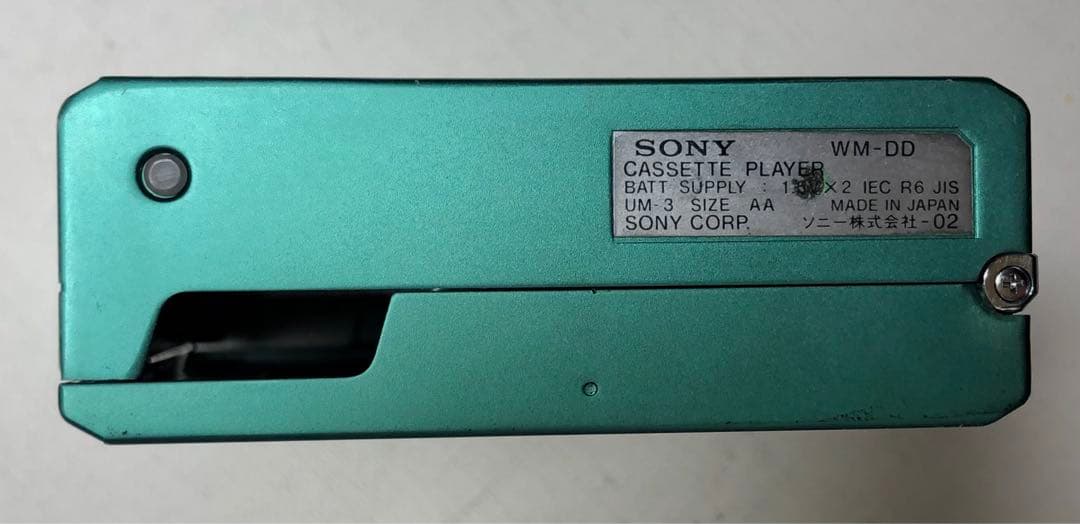 SONY WM-DD
CASSETTE PLAYER
BATT SUPPLY : ×2 IEC R6 JIS
UM-3 SIZE AA MADE IN JAPAN
SONY CORP. ソニー株式会社-02